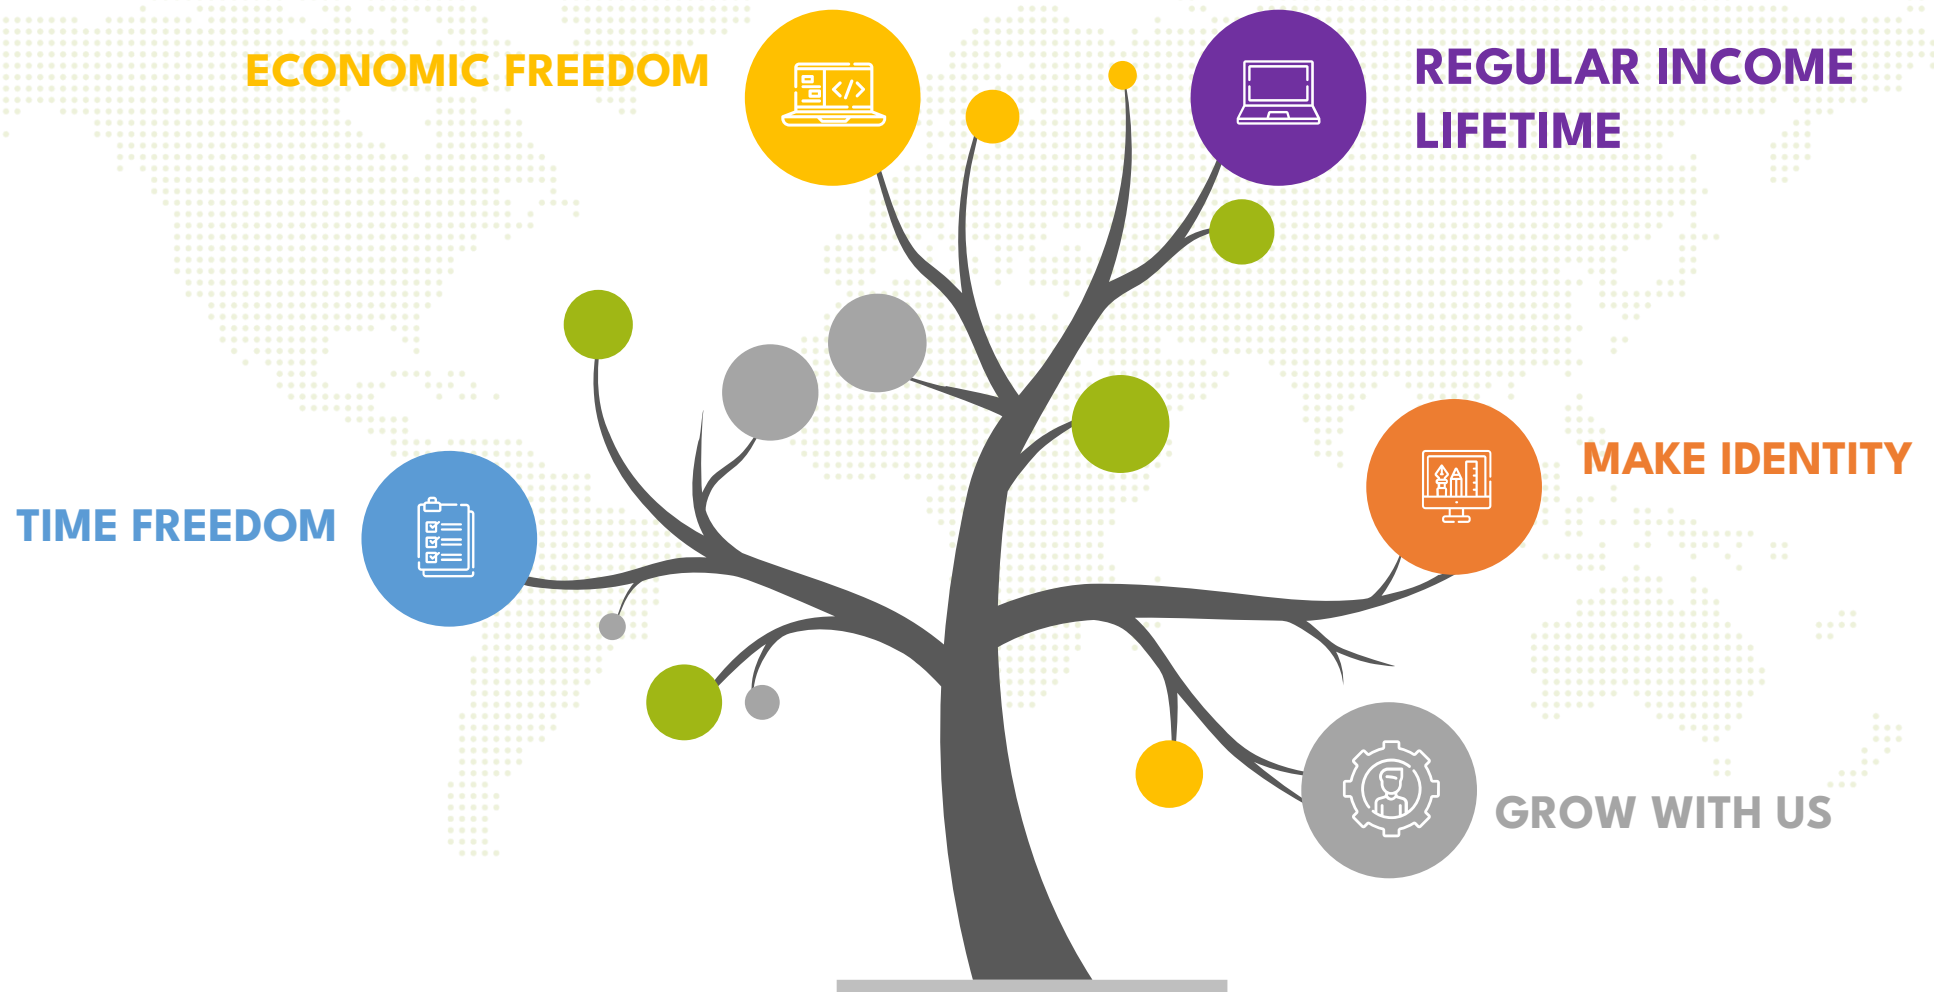 ECONOMIC FREEDOM
REGULAR INCOME
LIFETIME
MAKE IDENTITY
TIME FREEDOM
GROW WITH US